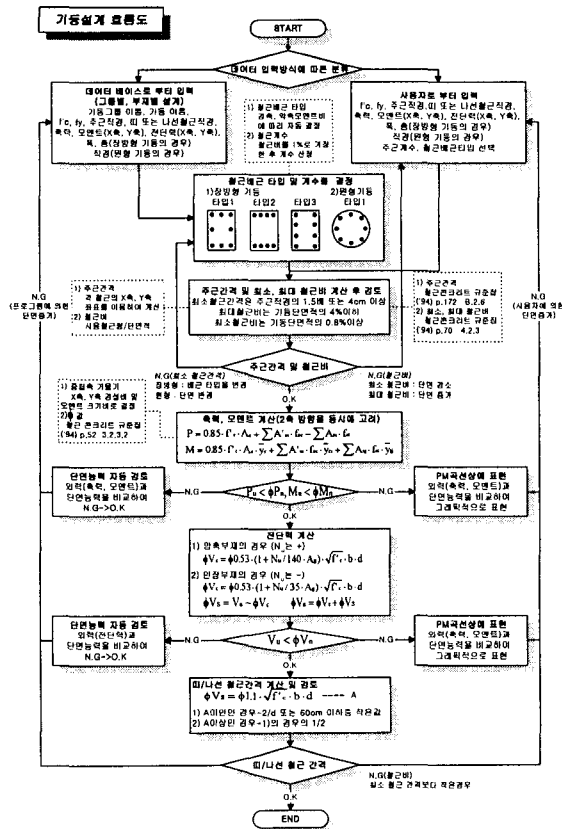 기둥설계 흐름도
START
데이터 입력방식에 따른 분류
데이터 베이스로 부터 입력
(그룹별, 부재별 설계)
기둥그룹 이름, 기둥 이름,
f'c, fy, 주근직경, 띠 또는 나선철근직경,
축력, 모멘트(X축, Y축), 전단력(X축, Y축),
폭, 춤(장방형 기둥의 경우)
직경(원형 기둥의 경우)
1) 철근배근 타입
에 따라 자동 결정
2) 철근개수
철근비를 1%로 가정
한 후 개수 산정
사용자로 부터 입력
f'c, fy, 주근직경, 띠 또는 나선철근직경,
축력, 모멘트(X축, Y축), 전단력(X축, Y축),
폭, 춤(장방형 기둥의 경우)
직경(원형 기둥의 경우)
주근개수, 철근배근타입 선택
철근배근 타입 및 개수를 결정
1)장방형 기둥 2)원형기둥
타입1 타입2 타입3 타입1
N.G
(프로그램에 의한
단면증가)
1) 주근간격
각 철근의 X축, Y축
좌표를 이용하여 계산
2) 철근비
사용철근량/단면적
주근간격 및 최소, 최대 철근비 계산 후 검토
최소철근간격은 주근직경의 1.5배 또는 4cm 이상
최대철근비는 기둥단면적의 4%이하
최소철근비는 기둥단면적의 0.8%이상
1) 주근간격
철근콘크리트 규준집
('94) p.172 B.2.6
2) 최소, 최대 철근비
철근콘크리트 규준집
('94) p.70 4.2.3
N.G
(사용자에 의한
단면증가)
주근간격 및 철근비
N.G(최소 철근간격)
장방형 : 배근 타입을 변경
원형 : 단면 변경
N.G(철근비)
최소 철근비 : 단면 감소
최대 철근비 : 단면 증가
O.K
1) 중립축 기울기
X축, Y축 강성비 및
모멘트 크기비로 결정
철근 콘크리트 규준집
('94) p.52 3.2.3.2
축력, 모멘트 계산(2축 방향을 동시에 고려)
단면능력 자동 검토
외력(축력, 모멘트)과
단면능력을 비교하여
N.G->O.K
N.G
Pu < φPn, Mu < φMn
N.G
PM곡선상에 표현
외력(축력, 모멘트)과
단면능력을 비교하여
그래픽적으로 표현
O.K
전단력 계산
1) 압축부재의 경우 (Nu는 +)
φVc = φ0.53·(1+Nu/140·Ag)·√f'c·b·d
2) 인장부재의 경우 (Nu는 −)
φVc = φ0.53·(1+Nu/35·Ag)·√f'c·b·d
φVs = Vu − φVc φVn = φVc + φVs
단면능력 자동 검토
외력(전단력)과
단면능력을 비교하여
N.G->O.K
N.G
Vu < φVn
N.G
PM곡선상에 표현
외력(축력, 모멘트)과
단면능력을 비교하여
그래픽적으로 표현
O.K
띠/나선 철근간격 계산 및 검토
φVs = φ1.1·√f'c·b·d ---- A
1) A이만인 경우-2/d 또는 60cm 이하중 작은값
2) A이상인 경우-1)의 경우의 1/2
띠/나선 철근 간격
N.G(철근비)
최소 철근 간격보다 작은경우
O.K
END